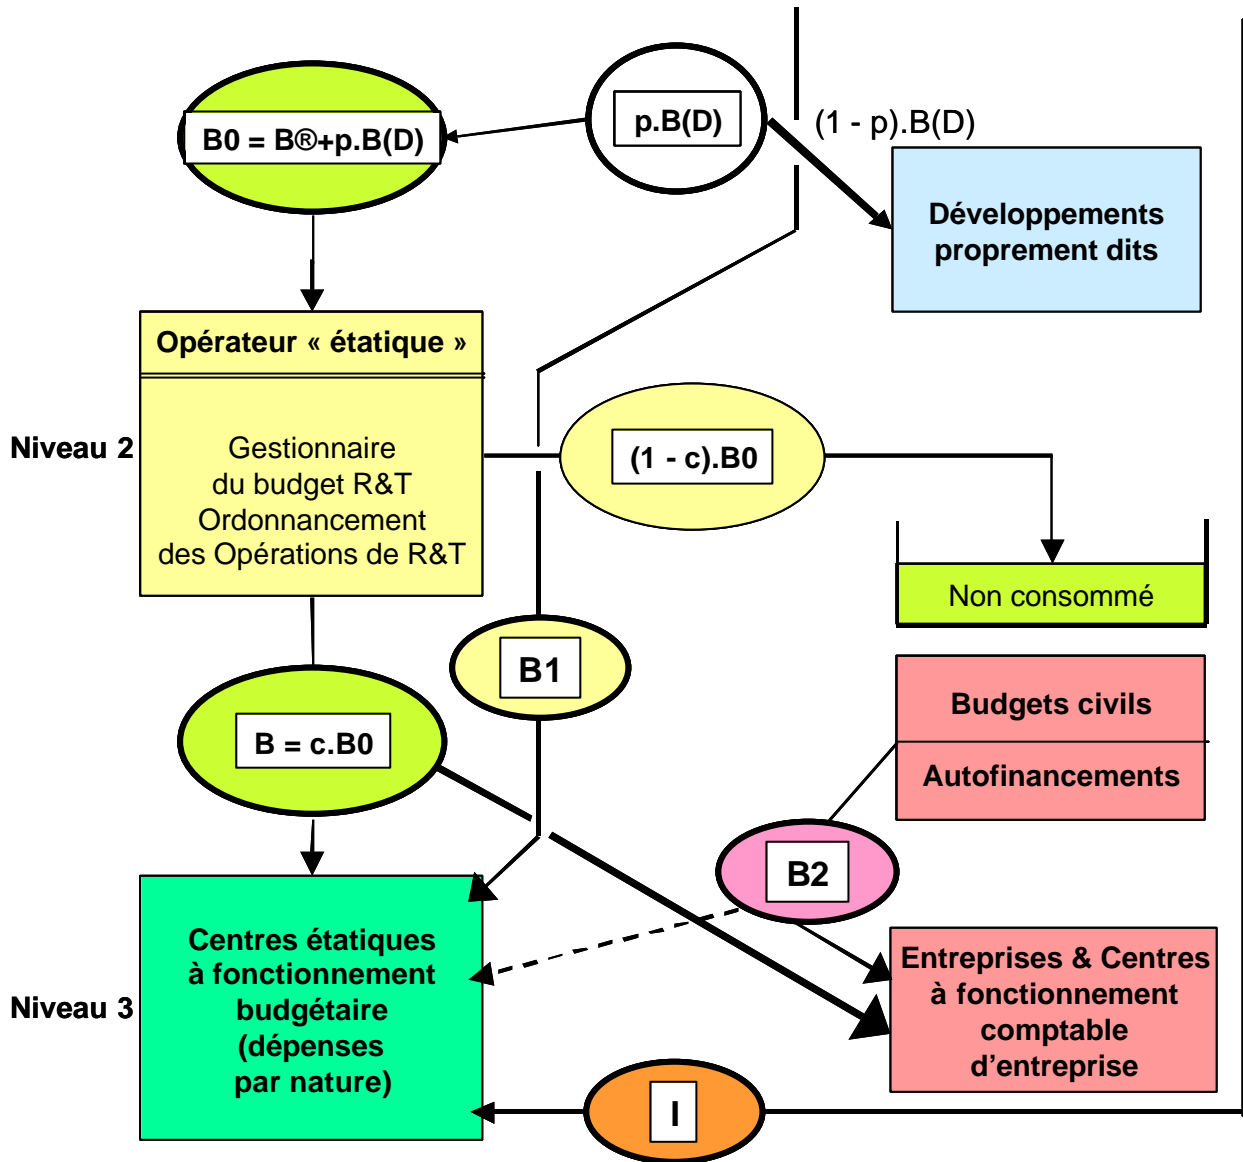 B0 = B®+p.B(D)
p.B(D)
(1 - p).B(D)
Développements
proprement dits
Opérateur « étatique »
Niveau 2
Gestionnaire
du budget R&T
Ordonnancement
des Opérations de R&T
(1 - c).B0
Non consommé
B1
B = c.B0
Budgets civils
Autofinancements
B2
Niveau 3
Centres étatiques
à fonctionnement
budgétaire
(dépenses
par nature)
Entreprises & Centres
à fonctionnement
comptable
d'entreprise
I